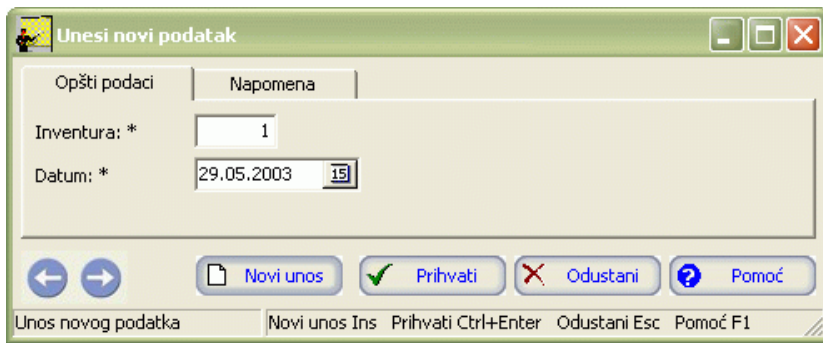 Unesi novi podatak
Opšti podaci Napomena
Inventura: * 1
Datum: * 29.05.2003 15
Novi unos Prihvati Odustani ? Pomoć
Unos novog podatka Novi unos Ins Prihvati Ctrl+Enter Odustani Esc Pomoć F1